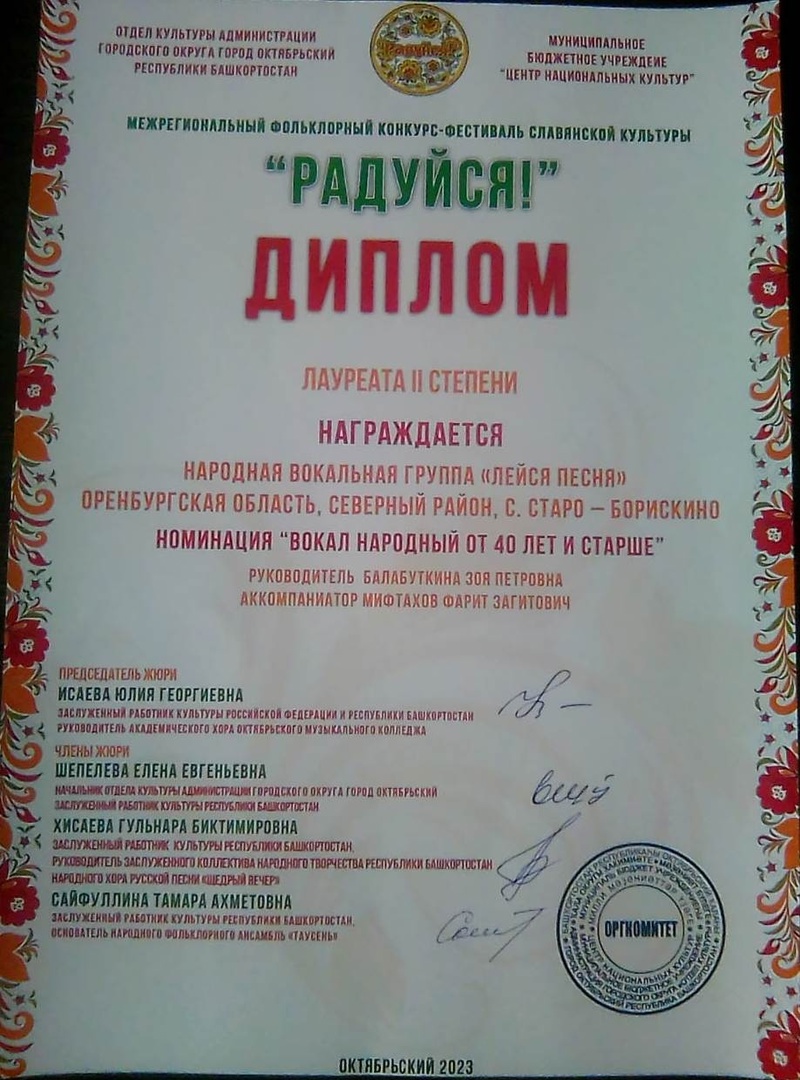 ОТДЕЛ КУЛЬТУРЫ АДМИНИСТРАЦИИ
ГОРОДСКОГО ОКРУГА ГОРОД ОКТЯБРЬСКИЙ
РЕСПУБЛИКИ БАШКОРТОСТАН
МУНИЦИПАЛЬНОЕ
БЮДЖЕТНОЕ УЧРЕЖДЕИЕ
"ЦЕНТР НАЦИОНАЛЬНЫХ КУЛЬТУР"
МЕЖРЕГИОНАЛЬНЫЙ ФОЛЬКЛОРНЫЙ КОНКУРС-ФЕСТИВАЛЬ СЛАВЯНСКОЙ КУЛЬТУРЫ
"РАДУЙСЯ!"
ДИПЛОМ
ЛАУРЕАТА II СТЕПЕНИ
НАГРАЖДАЕТСЯ
НАРОДНАЯ ВОКАЛЬНАЯ ГРУППА «ЛЕЙСЯ ПЕСНЯ»
ОРЕНБУРГСКАЯ ОБЛАСТЬ, СЕВЕРНЫЙ РАЙОН, С. СТАРО – БОРИСКИНО
НОМИНАЦИЯ "ВОКАЛ НАРОДНЫЙ ОТ 40 ЛЕТ И СТАРШЕ"
РУКОВОДИТЕЛЬ БАЛАБУТКИНА ЗОЯ ПЕТРОВНА
АККОМПАНИАТОР МИФТАХОВ ФАРИТ ЗАГИТОВИЧ
ПРЕДСЕДАТЕЛЬ ЖЮРИ
ИСАЕВА ЮЛИЯ ГЕОРГИЕВНА
ЗАСЛУЖЕННЫЙ РАБОТНИК КУЛЬТУРЫ РОССИЙСКОЙ ФЕДЕРАЦИИ И РЕСПУБЛИКИ БАШКОРТОСТАН
РУКОВОДИТЕЛЬ АКАДЕМИЧЕСКОГО ХОРА ОКТЯБРЬСКОГО МУЗЫКАЛЬНОГО КОЛЛЕДЖА
ЧЛЕНЫ ЖЮРИ
ШЕПЕЛЕВА ЕЛЕНА ЕВГЕНЬЕВНА
НАЧАЛЬНИК ОТДЕЛА КУЛЬТУРЫ АДМИНИСТРАЦИИ ГОРОДСКОГО ОКРУГА ГОРОД ОКТЯБРЬСКИЙ
ЗАСЛУЖЕННЫЙ РАБОТНИК КУЛЬТУРЫ РЕСПУБЛИКИ БАШКОРТОСТАН
ХИСАЕВА ГУЛЬНАРА БИКТИМИРОВНА
ЗАСЛУЖЕННЫЙ РАБОТНИК КУЛЬТУРЫ РЕСПУБЛИКИ БАШКОРТОСТАН,
РУКОВОДИТЕЛЬ ЗАСЛУЖЕННОГО КОЛЛЕКТИВА НАРОДНОГО ТВОРЧЕСТВА РЕСПУБЛИКИ БАШКОРТОСТАН
НАРОДНОГО ХОРА РУССКОЙ ПЕСНИ «ЩЕДРЫЙ ВЕЧЕР»
САЙФУЛЛИНА ТАМАРА АХМЕТОВНА
ЗАСЛУЖЕННЫЙ РАБОТНИК КУЛЬТУРЫ РЕСПУБЛИКИ БАШКОРТОСТАН,
ОСНОВАТЕЛЬ НАРОДНОГО ФОЛЬКЛОРНОГО АНСАМБЛЬ «ТАУСЕНЬ»
ОРГКОМИТЕТ
ОКТЯБРЬСКИЙ 2023